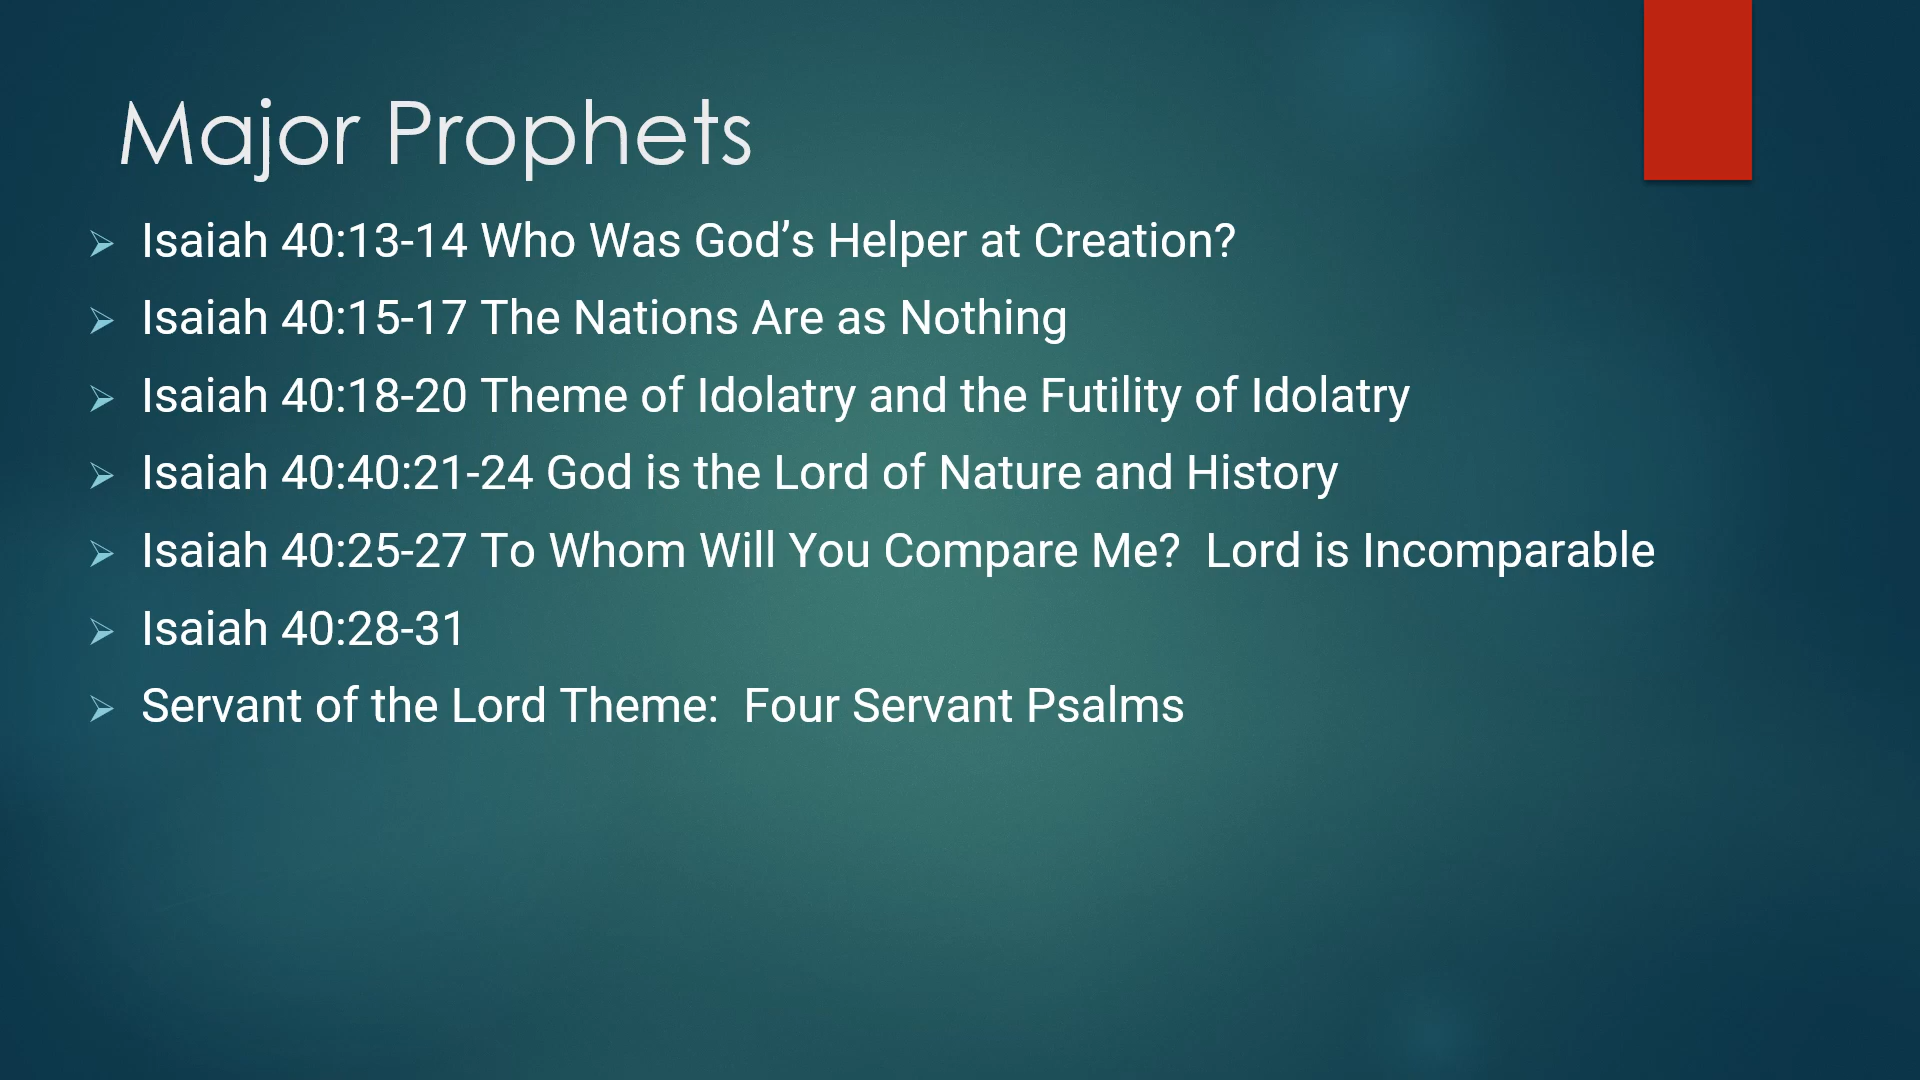 Major Prophets
Isaiah 40:13-14 Who Was God’s Helper at Creation?
Isaiah 40:15-17 The Nations Are as Nothing
Isaiah 40:18-20 Theme of Idolatry and the Futility of Idolatry
Isaiah 40:40:21-24 God is the Lord of Nature and History
Isaiah 40:25-27 To Whom Will You Compare Me?  Lord is Incomparable
Isaiah 40:28-31
Servant of the Lord Theme:  Four Servant Psalms